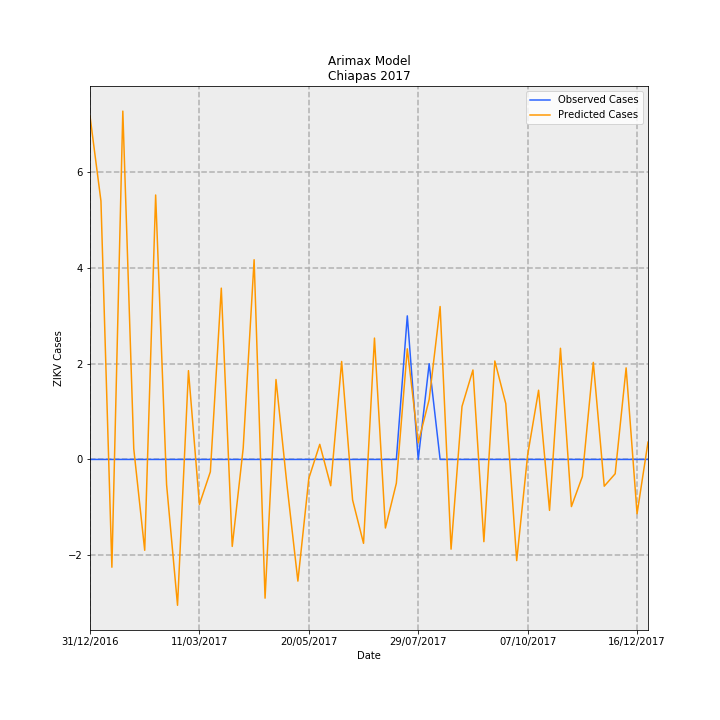 Arimax Model
Chiapas 2017
Observed Cases
Predicted Cases
ZIKV Cases
6
4
2
0
−2
31/12/2016
11/03/2017
20/05/2017
29/07/2017
07/10/2017
16/12/2017
Date